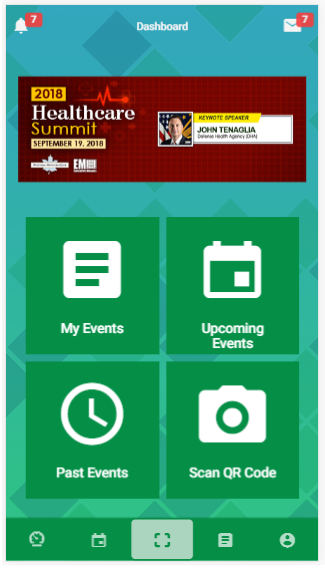 7
Dashboard
7
2018
Healthcare
Summit
SEPTEMBER 19, 2018
KEYNOTE SPEAKER
JOHN TENAGLIA
Defense Health Agency (DHA)
EM
My Events
Upcoming
Events
Past Events
Scan QR Code